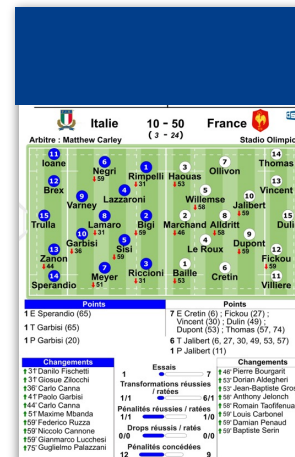 Italie 10 - 50 France
( 3 - 24 )
Arbitre : Matthew Carley Stadio Olimpic
11 Ioane
6 Negri 59
1 Rimpelli 31
3 Haouas 53
7 Ollivon
14 Thomas
12 Brex
9 Varney
4 Lazzaroni
5 Willemse 58
10 Jalibert 59
13 Vincent
15 Trulla
8 Lamaro 31
2 Bigi 59
2 Marchand 46
8 Alldritt 58
15 Duli
10 Garbisi 36
5 Sisi 59
4 Le Roux
9 Dupont 59
13 Zanon 44
12 Fickou 59
14 Sperandio
7 Meyer 51
3 Riccioni 31
1 Baille 53
6 Cretin
11 Villiere
Points Points
1 E Sperandio (65)
1 T Garbisi (65)
1 P Garbisi (20)
7 E Cretin (6) ; Fickou (27) ;
Vincent (30) ; Dulin (49) ;
Dupont (53) ; Thomas (57, 74)
6 T Jalibert (6, 27, 30, 49, 53, 57)
1 P Jalibert (11)
Changements
31' Danilo Fischetti
31' Giosue Zilocchi
36' Carlo Canna
41' Paolo Garbisi
44' Carlo Canna
51' Maxime Mbanda
59' Federico Ruzza
59' Niccolo Cannone
59' Gianmarco Lucchesi
75' Guglielmo Palazzani
Essais
1 7
Transformations réussies
/ ratées
1/1 6/1
Pénalités réussies / ratées
1/1 1/0
Drops réussis / ratés
0/0 0/0
Pénalités concédées
12 9
Changements
46' Pierre Bourgarit
53' Dorian Aldegheri
53' Jean-Baptiste Gros
58' Anthony Jelonch
58' Romain Taofifenua
59' Louis Carbonel
59' Damian Penaud
59' Baptiste Serin